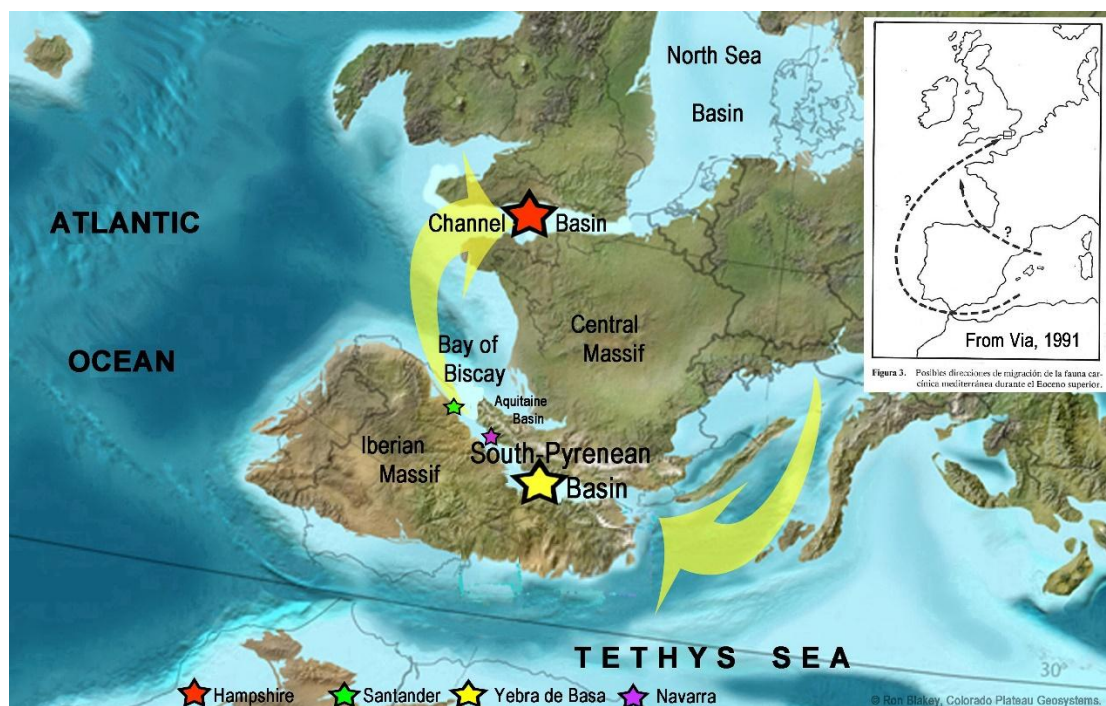 North Sea
Basin
ATLANTIC
Channel Basin
OCEAN
Central
Massif
Bay of
Biscay
Aquitaine
Basin
Iberian
Massif
South-Pyrenean
Basin
TETHYS SEA
30°
Hampshire Santander Yebra de Basa Navarra
© Ron Blakey, Colorado Plateau Geosystems.
?
?
From Via, 1991
Figura 3. Posibles direcciones de migración de la fauna car-
cínica mediterránea durante el Eoceno superior.